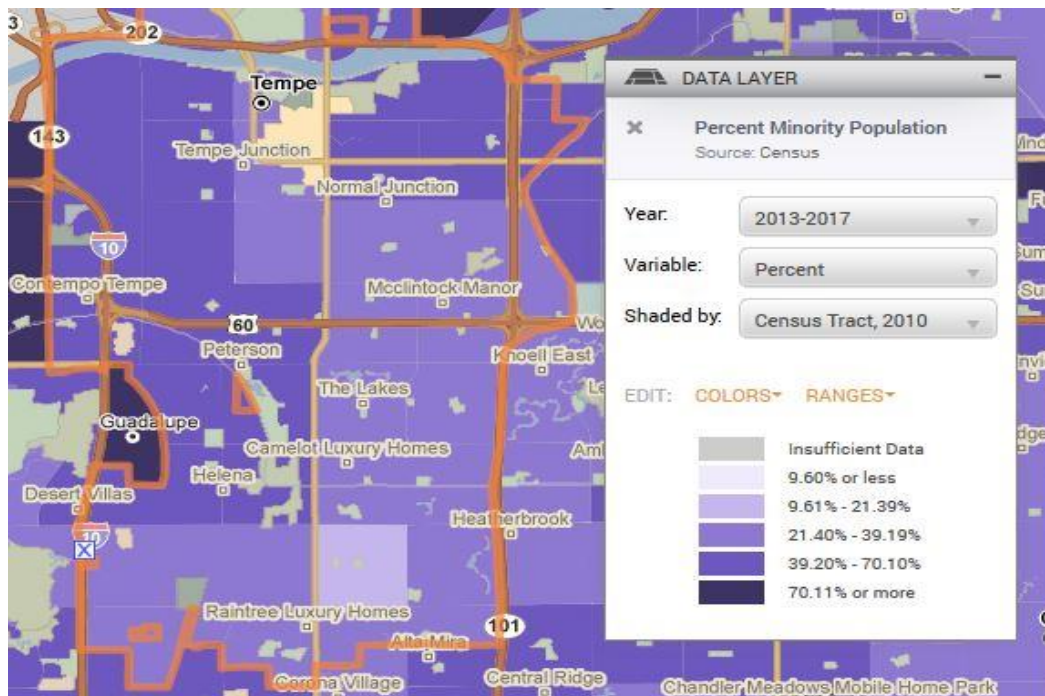 202
Tempe
143
Tempe Junction
Normal Junction
10
Contempo Tempe
Mcclintock Manor
60
Peterson
Knoell East
The Lakes
Guadalupe
Camelot Luxury Homes
Helena
Desert Villas
Heatherbrook
10
Raintree Luxury Homes
Alta Mira
101
Corona Village
Central Ridge
Chandler Meadows Mobile Home Park
DATA LAYER
Percent Minority Population
Source: Census
Year:
2013-2017
Variable:
Percent
Shaded by:
Census Tract, 2010
EDIT: COLORS RANGES
Insufficient Data
9.60% or less
9.61% - 21.39%
21.40% - 39.19%
39.20% - 70.10%
70.11% or more